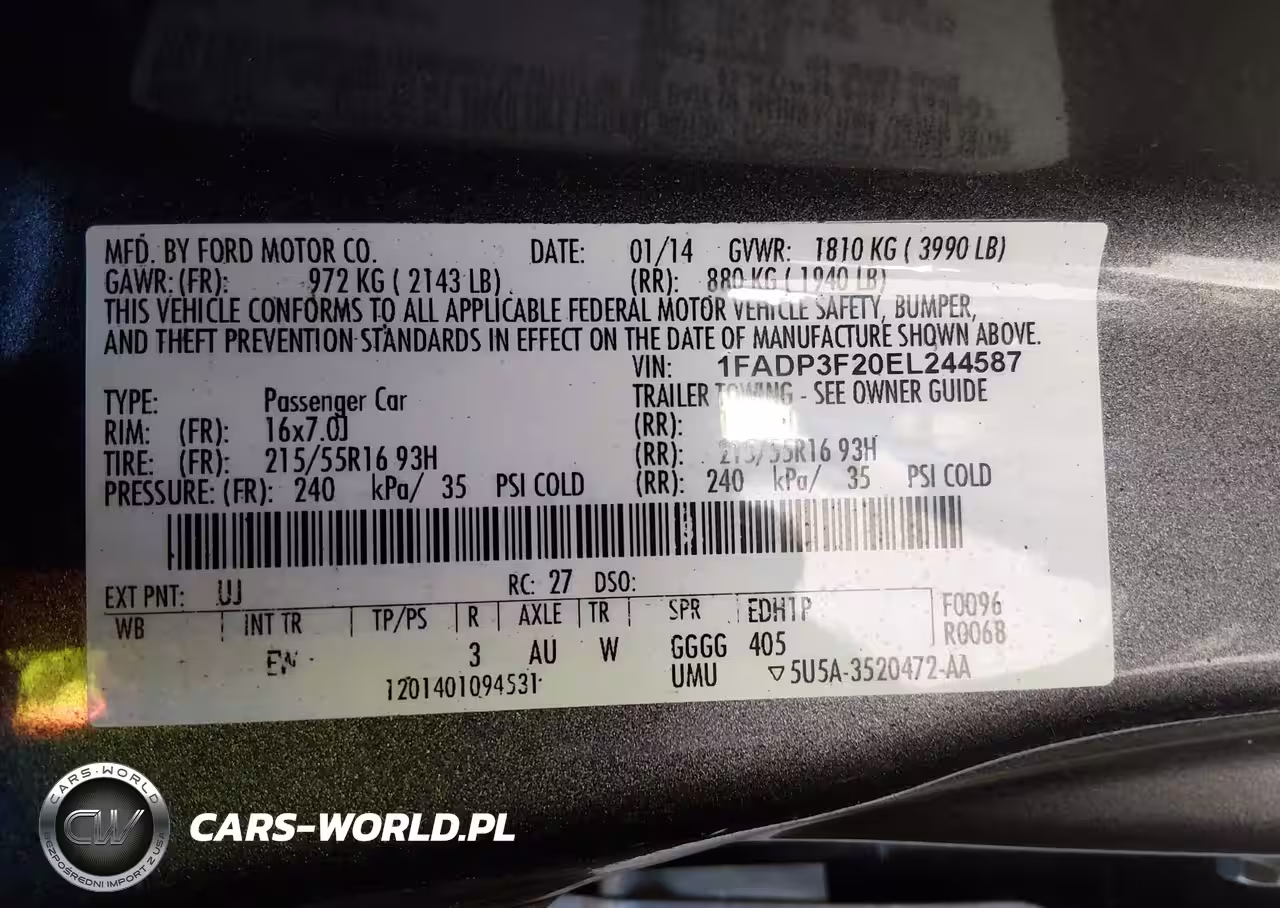 MFD. BY FORD MOTOR CO. DATE: 01/14 GVWR: 1810 KG ( 3990 LB)
GAWR: (FR): 972 KG ( 2143 LB) (RR): 880 KG ( 1940 LB)
THIS VEHICLE CONFORMS TO ALL APPLICABLE FEDERAL MOTOR VEHICLE SAFETY, BUMPER,
AND THEFT PREVENTION STANDARDS IN EFFECT ON THE DATE OF MANUFACTURE SHOWN ABOVE.
VIN: 1FADP3F20EL244587
TYPE: Passenger Car TRAILER TOWING - SEE OWNER GUIDE
RIM: (FR): 16x7.0J (RR):
TIRE: (FR): 215/55R16 93H (RR): 215/55R16 93H
PRESSURE: (FR): 240 kPa/ 35 PSI COLD (RR): 240 kPa/ 35 PSI COLD
EXT PNT: UJ RC: 27 DSO:
WB INT TR TP/PS R AXLE TR SPR EDH1P F0096
R0068
EN 3 AU W GGGG 405
1201401094531 UMU 5U5A-3520472-AA
CARS-WORLD
CW
BEZPOŚREDNI IMPORT Z USA
CARS-WORLD.PL